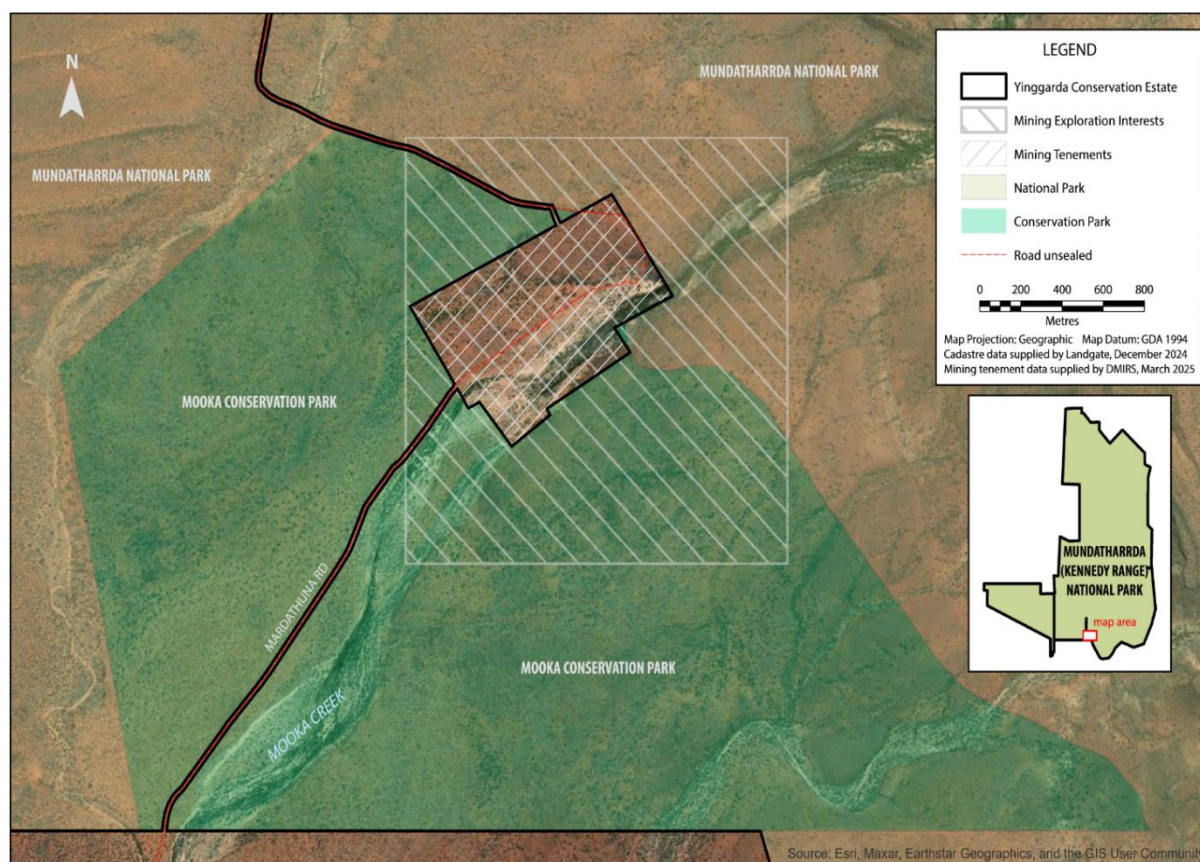 N
MUNDATHARRDA NATIONAL PARK
MUNDATHARRDA NATIONAL PARK
MOOKA CONSERVATION PARK
MARDATHUNA RD
MOOKA CREEK
MOOKA CONSERVATION PARK
LEGEND
Yinggarda Conservation Estate
Mining Exploration Interests
Mining Tenements
National Park
Conservation Park
Road unsealed
0 200 400 600 800
Metres
Map Projection: Geographic Map Datum: GDA 1994
Cadastre data supplied by Landgate, December 2024
Mining tenement data supplied by DMIRS, March 2025
MUNDATHARRDA
(KENNEDY RANGE)
NATIONAL PARK
map area
Source: Esri, Maxar, Earthstar Geographics, and the GIS User Communit